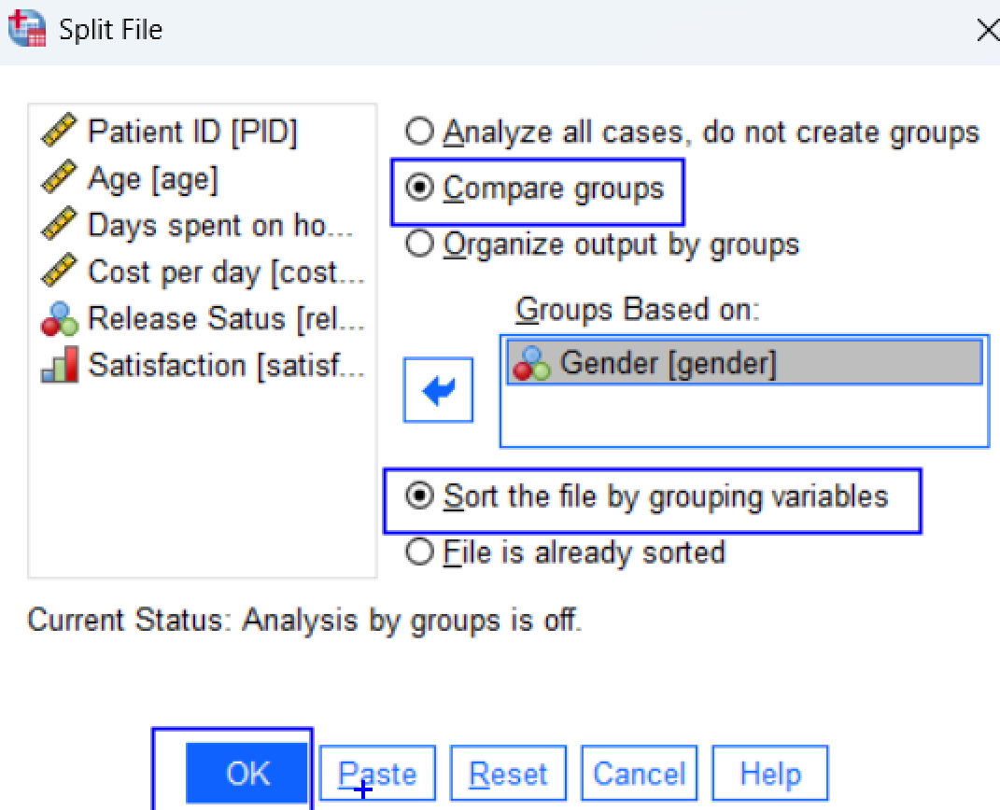 Split File
Patient ID [PID]
Age [age]
Days spent on ho...
Cost per day [cost...
Release Satus [rel...
Satisfaction [satisf...
Analyze all cases, do not create groups
Compare groups
Organize output by groups
Groups Based on:
Gender [gender]
Sort the file by grouping variables
File is already sorted
Current Status: Analysis by groups is off.
OK
Paste
Reset
Cancel
Help